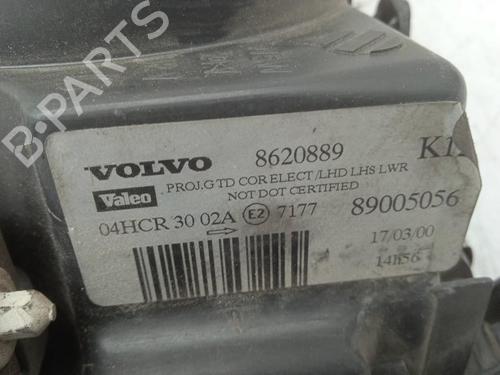 B-PARTS
VOLVO 8620889 K1
Valeo PROJ.G TD COR ELECT /LHD LHS LWR
NOT DOT CERTIFIED
04HCR 30 02A E2 7177 89005056
17/03/00
14h56